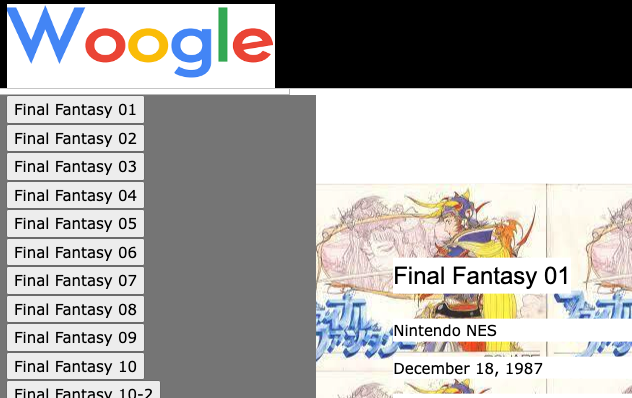 Woogle
Final Fantasy 01
Final Fantasy 02
Final Fantasy 03
Final Fantasy 04
Final Fantasy 05
Final Fantasy 06
Final Fantasy 07
Final Fantasy 08
Final Fantasy 09
Final Fantasy 10
Final Fantasy 10-2
Final Fantasy 01
Nintendo NES
SQUARE
December 18, 1987